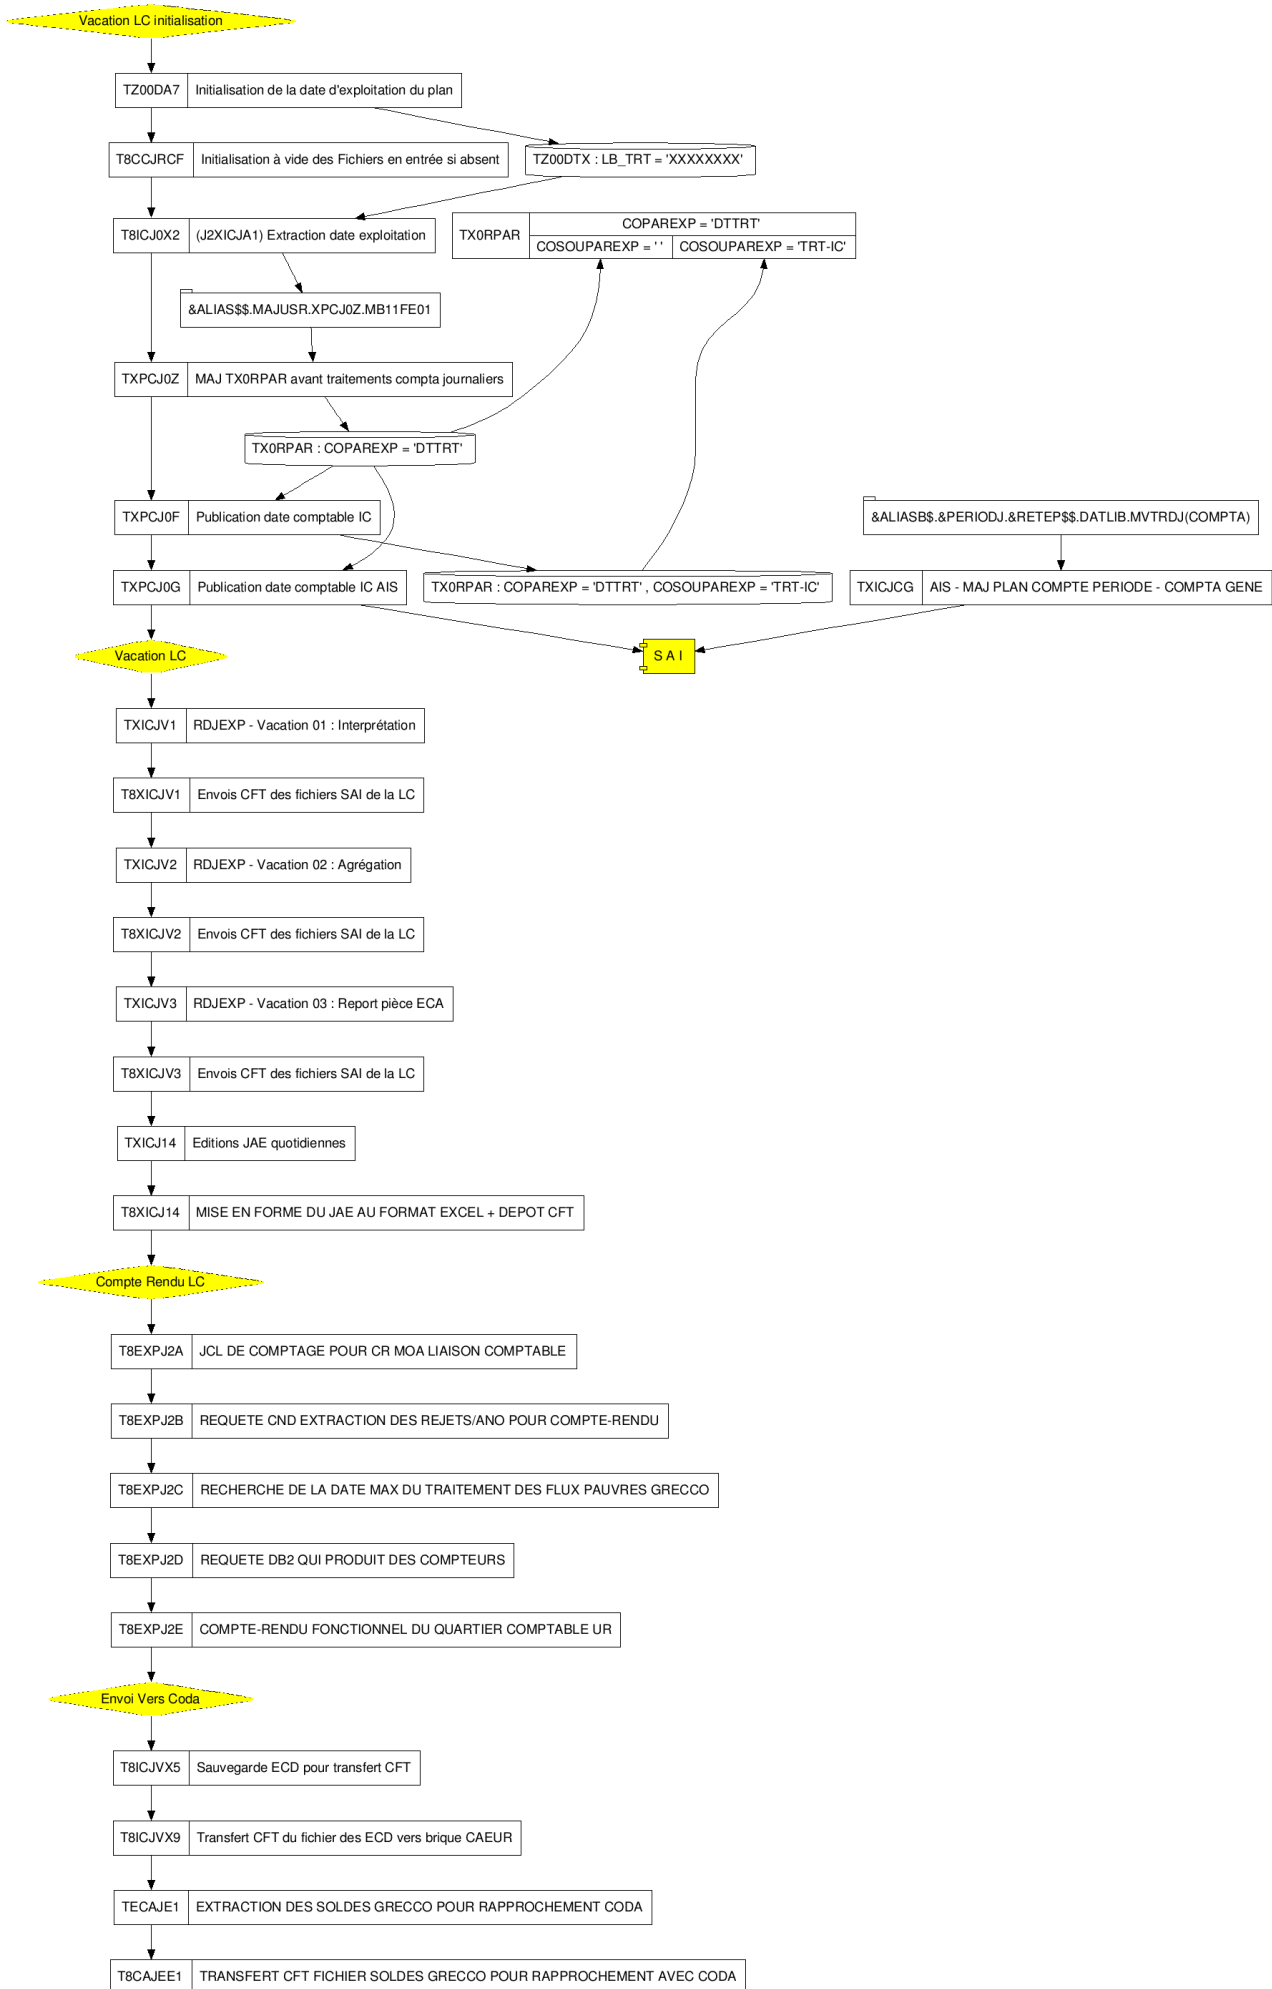 Vacation LC initialisation
TZ00DA7 Initialisation de la date d'exploitation du plan
T8CCJRCF Initialisation à vide des Fichiers en entrée si absent
TZ00DTX : LB_TRT = 'XXXXXXXX'
T8ICJ0X2 (J2XICJA1) Extraction date exploitation
TX0RPAR COPAREXP = 'DTTRT'
COSOUPAREXP = ' ' COSOUPAREXP = 'TRT-IC'
&ALIAS$$.MAJUSR.XPCJ0Z.MB11FE01
TXPCJ0Z MAJ TX0RPAR avant traitements compta journaliers
TX0RPAR : COPAREXP = 'DTTRT'
TXPCJ0F Publication date comptable IC
&ALIASB$.&PERIODJ.&RETEP$$.DATLIB.MVTRDJ(COMPTA)
TXPCJ0G Publication date comptable IC AIS
TX0RPAR : COPAREXP = 'DTTRT' , COSOUPAREXP = 'TRT-IC'
TXICJCG AIS - MAJ PLAN COMPTE PERIODE - COMPTA GENE
Vacation LC
S A I
TXICJV1 RDJEXP - Vacation 01 : Interprétation
T8XICJV1 Envois CFT des fichiers SAI de la LC
TXICJV2 RDJEXP - Vacation 02 : Agrégation
T8XICJV2 Envois CFT des fichiers SAI de la LC
TXICJV3 RDJEXP - Vacation 03 : Report pièce ECA
T8XICJV3 Envois CFT des fichiers SAI de la LC
TXICJ14 Editions JAE quotidiennes
T8XICJ14 MISE EN FORME DU JAE AU FORMAT EXCEL + DEPOT CFT
Compte Rendu LC
T8EXPJ2A JCL DE COMPTAGE POUR CR MOA LIAISON COMPTABLE
T8EXPJ2B REQUETE CND EXTRACTION DES REJETS/ANO POUR COMPTE-RENDU
T8EXPJ2C RECHERCHE DE LA DATE MAX DU TRAITEMENT DES FLUX PAUVRES GRECCO
T8EXPJ2D REQUETE DB2 QUI PRODUIT DES COMPTEURS
T8EXPJ2E COMPTE-RENDU FONCTIONNEL DU QUARTIER COMPTABLE UR
Envoi Vers Coda
T8ICJVX5 Sauvegarde ECD pour transfert CFT
T8ICJVX9 Transfert CFT du fichier des ECD vers brique CAEUR
TECAJE1 EXTRACTION DES SOLDES GRECCO POUR RAPPROCHEMENT CODA
T8CAJEE1 TRANSFERT CFT FICHIER SOLDES GRECCO POUR RAPPROCHEMENT AVEC CODA